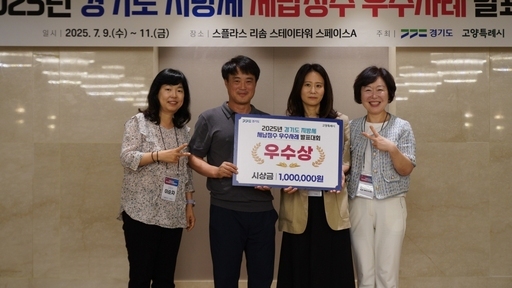 2025년 경기도 지방세 체납징수 우수사례 발표
일시 | 2025. 7. 9.(수) ~ 11.(금) 장소 | 스플라스 리솜 스테이타워 스페이스A 주최 | 경기도 고양특례시
2025년 경기도 지방세
체납징수 우수사례 발표대회
우수상
시상금 | 1,000,000원